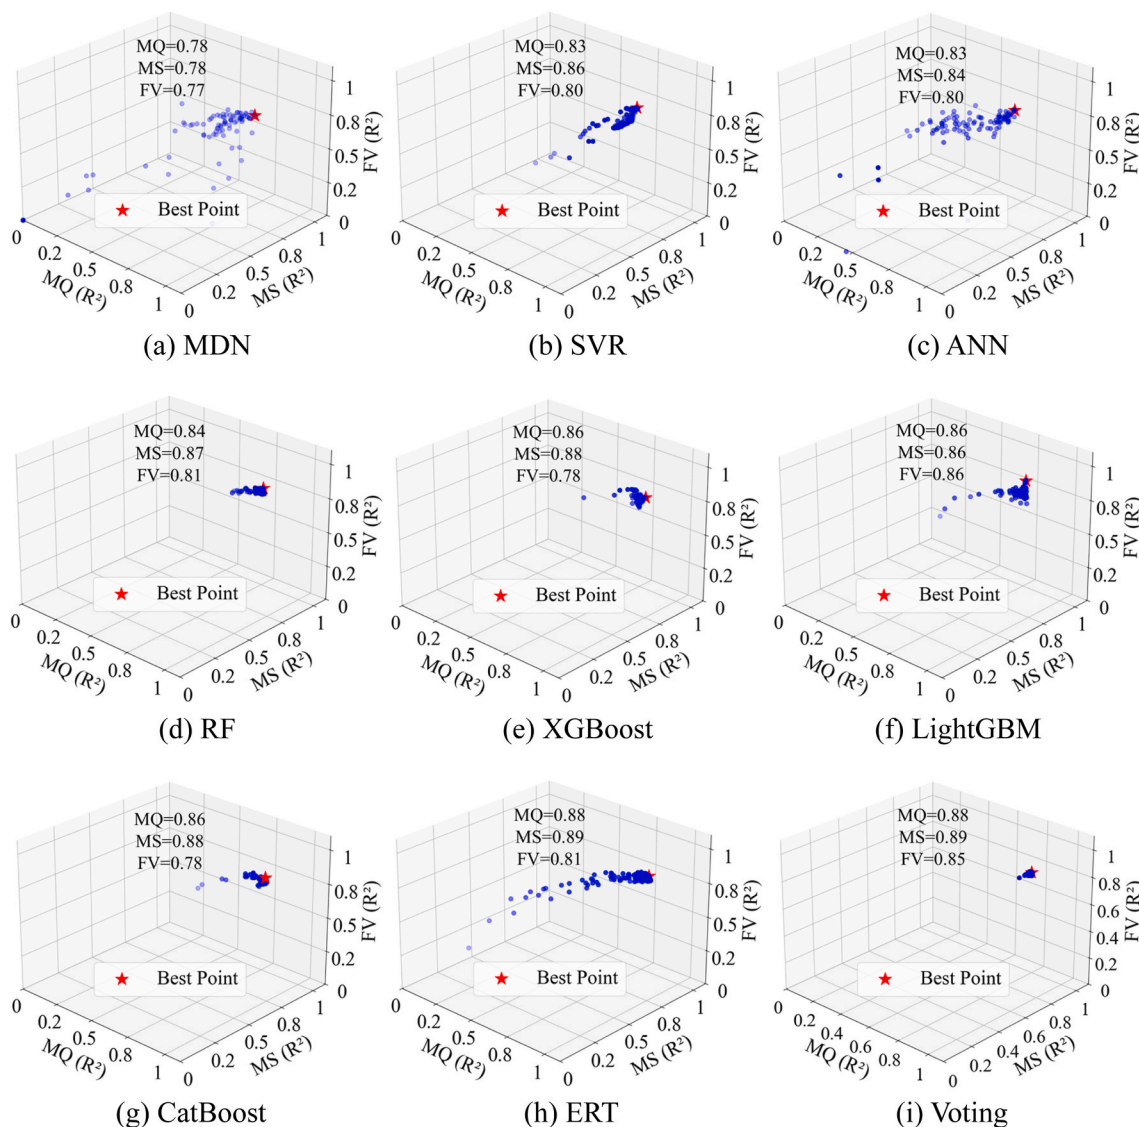 MQ=0.78
MS=0.78
FV=0.77
1
0.8
0.5
0.2
0
FV (R²)
Best Point
0
0.2
0.5
0.8
1
MQ (R²)
0
0.2
0.5
0.8
1
MS (R²)
(a) MDN
MQ=0.83
MS=0.86
FV=0.80
1
0.8
0.5
0.2
0
FV (R²)
Best Point
0
0.2
0.5
0.8
1
MQ (R²)
0
0.2
0.5
0.8
1
MS (R²)
(b) SVR
MQ=0.83
MS=0.84
FV=0.80
1
0.8
0.5
0.2
0
FV (R²)
Best Point
0
0.2
0.5
0.8
1
MQ (R²)
0
0.2
0.5
0.8
1
MS (R²)
(c) ANN
MQ=0.84
MS=0.87
FV=0.81
1
0.8
0.5
0.2
0
FV (R²)
Best Point
0
0.2
0.5
0.8
1
MQ (R²)
0
0.2
0.5
0.8
1
MS (R²)
(d) RF
MQ=0.86
MS=0.88
FV=0.78
1
0.8
0.5
0.2
0
FV (R²)
Best Point
0
0.2
0.5
0.8
1
MQ (R²)
0
0.2
0.5
0.8
1
MS (R²)
(e) XGBoost
MQ=0.86
MS=0.86
FV=0.86
1
0.8
0.5
0.2
0
FV (R²)
Best Point
0
0.2
0.5
0.8
1
MQ (R²)
0
0.2
0.5
0.8
1
MS (R²)
(f) LightGBM
MQ=0.86
MS=0.88
FV=0.78
1
0.8
0.5
0.2
0
FV (R²)
Best Point
0
0.2
0.5
0.8
1
MQ (R²)
0
0.2
0.5
0.8
1
MS (R²)
(g) CatBoost
MQ=0.88
MS=0.89
FV=0.81
1
0.8
0.5
0.2
0
FV (R²)
Best Point
0
0.2
0.5
0.8
1
MQ (R²)
0
0.2
0.5
0.8
1
MS (R²)
(h) ERT
MQ=0.88
MS=0.89
FV=0.85
1
0.8
0.6
0.4
0.2
0
FV (R²)
Best Point
0
0.2
0.4
0.6
0.8
1
MQ (R²)
0
0.2
0.4
0.6
0.8
1
MS (R²)
(i) Voting